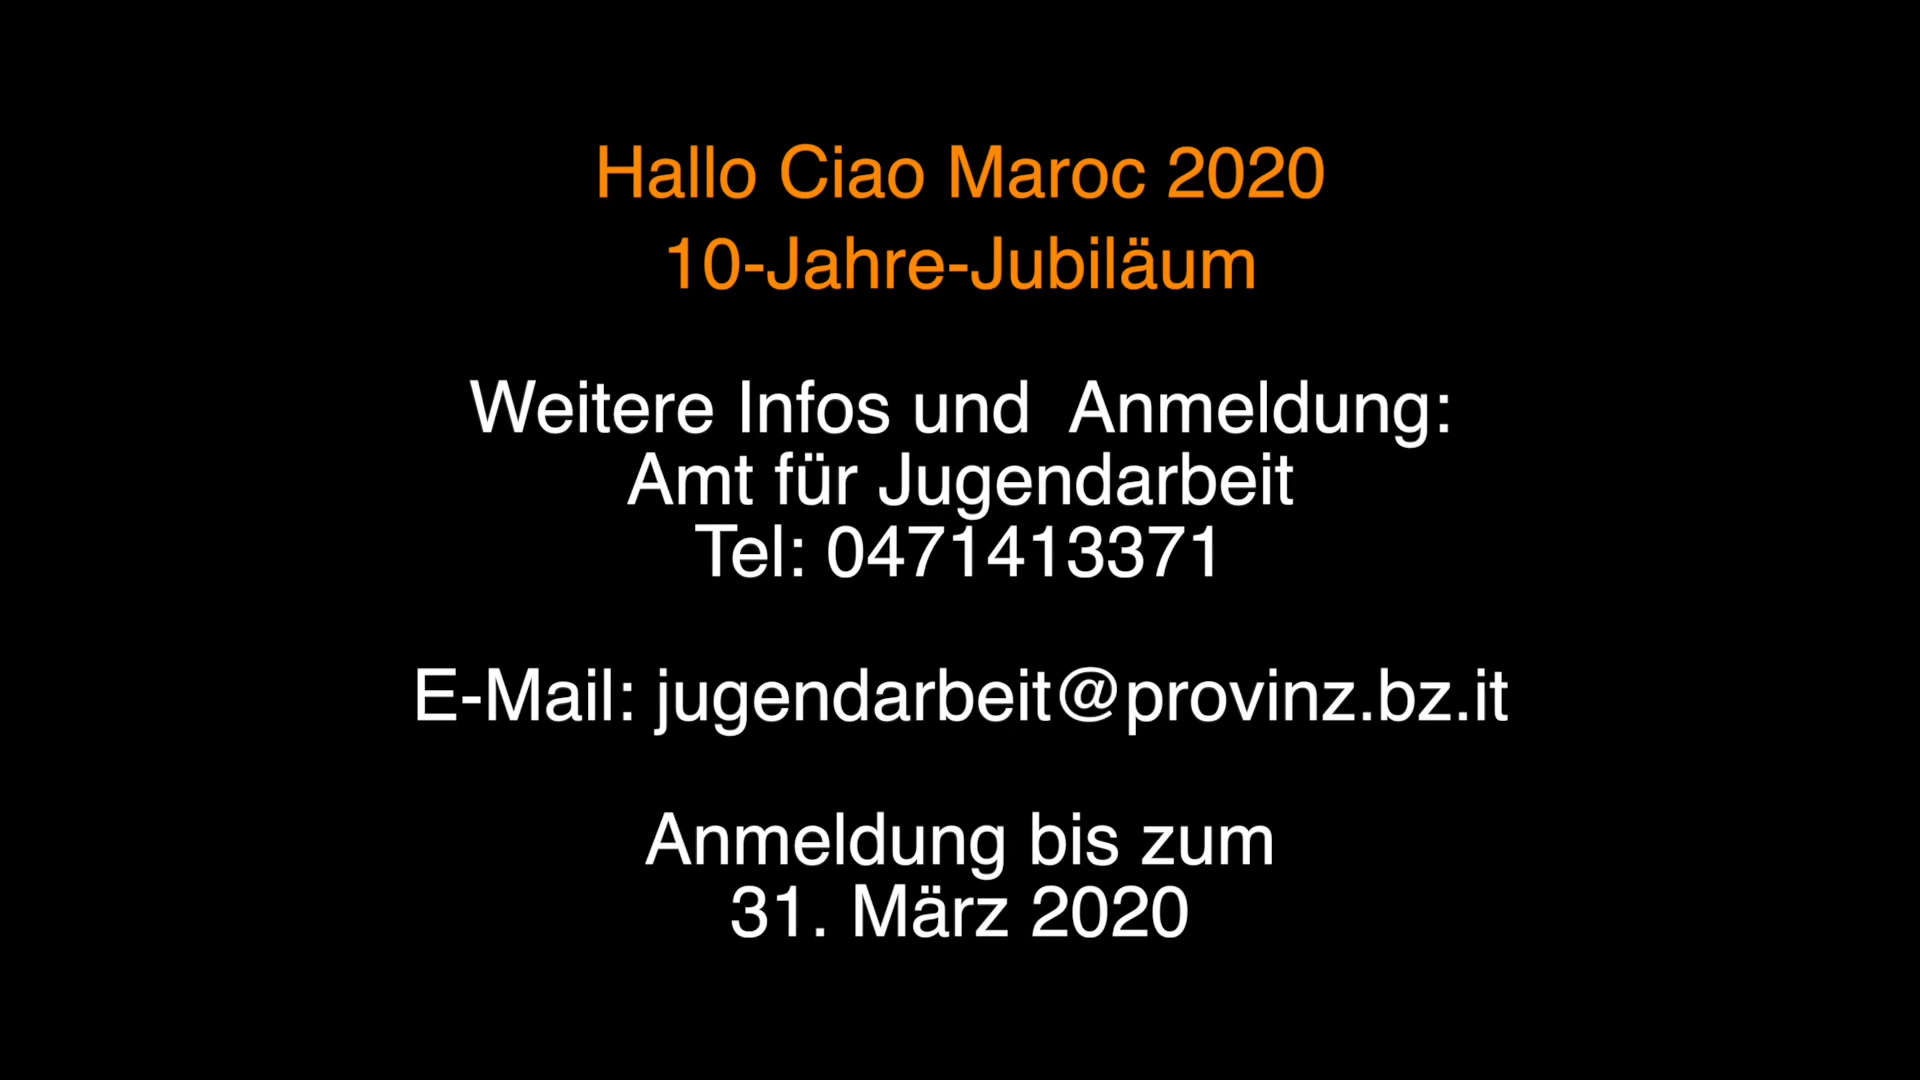 Hallo Ciao Maroc 2020
10-Jahre-Jubiläum
Weitere Infos und  Anmeldung:
Amt für Jugendarbeit
Tel: 0471413371
E-Mail: jugendarbeit@provinz.bz.it
Anmeldung bis zum
31. März 2020